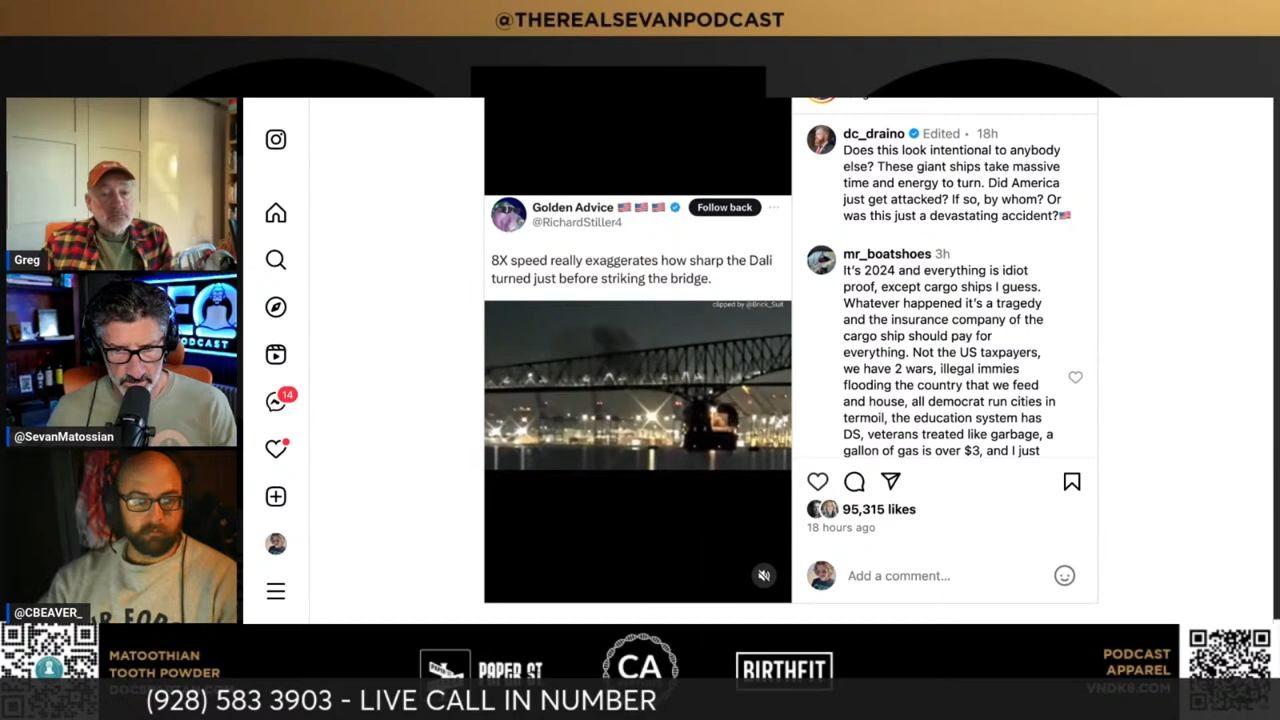 @THEREALSEVANPODCAST
Greg
PODCAST
@SevanMatossian
@CBEAVER_
14
Golden Advice
Follow back
@RichardStiller4
8X speed really exaggerates how sharp the Dali
turned just before striking the bridge.
clipped by @Brick_Suit
dc_draino Edited • 18h
Does this look intentional to anybody
else? These giant ships take massive
time and energy to turn. Did America
just get attacked? If so, by whom? Or
was this just a devastating accident?
mr_boatshoes 3h
It's 2024 and everything is idiot
proof, except cargo ships I guess.
Whatever happened it's a tragedy
and the insurance company of the
cargo ship should pay for
everything. Not the US taxpayers,
we have 2 wars, illegal immies
flooding the country that we feed
and house, all democrat run cities in
termoil, the education system has
DS, veterans treated like garbage, a
gallon of gas is over $3, and I just
95,315 likes
18 hours ago
Add a comment...
MATOOTHIAN
TOOTH POWDER
PAPER ST
CA
BIRTHFIT
PODCAST
APPAREL
VNDK8.COM
(928) 583 3903 - LIVE CALL IN NUMBER